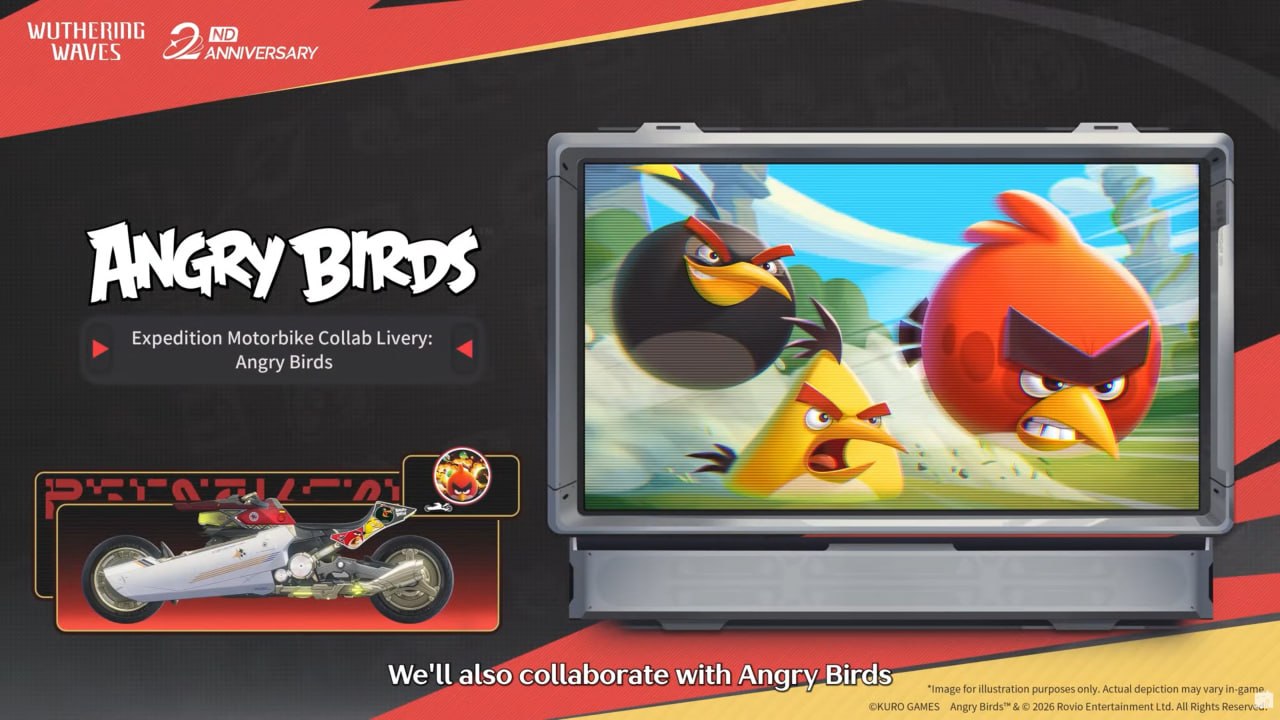 WUTHERING
WAVES
2ND
ANNIVERSARY
ANGRY BIRDS
Expedition Motorbike Collab Livery:
Angry Birds
We'll also collaborate with Angry Birds
*Image for illustration purposes only. Actual depiction may vary in-game.
©KURO GAMES Angry Birds™ & © 2026 Rovio Entertainment Ltd. All Rights Reserved.